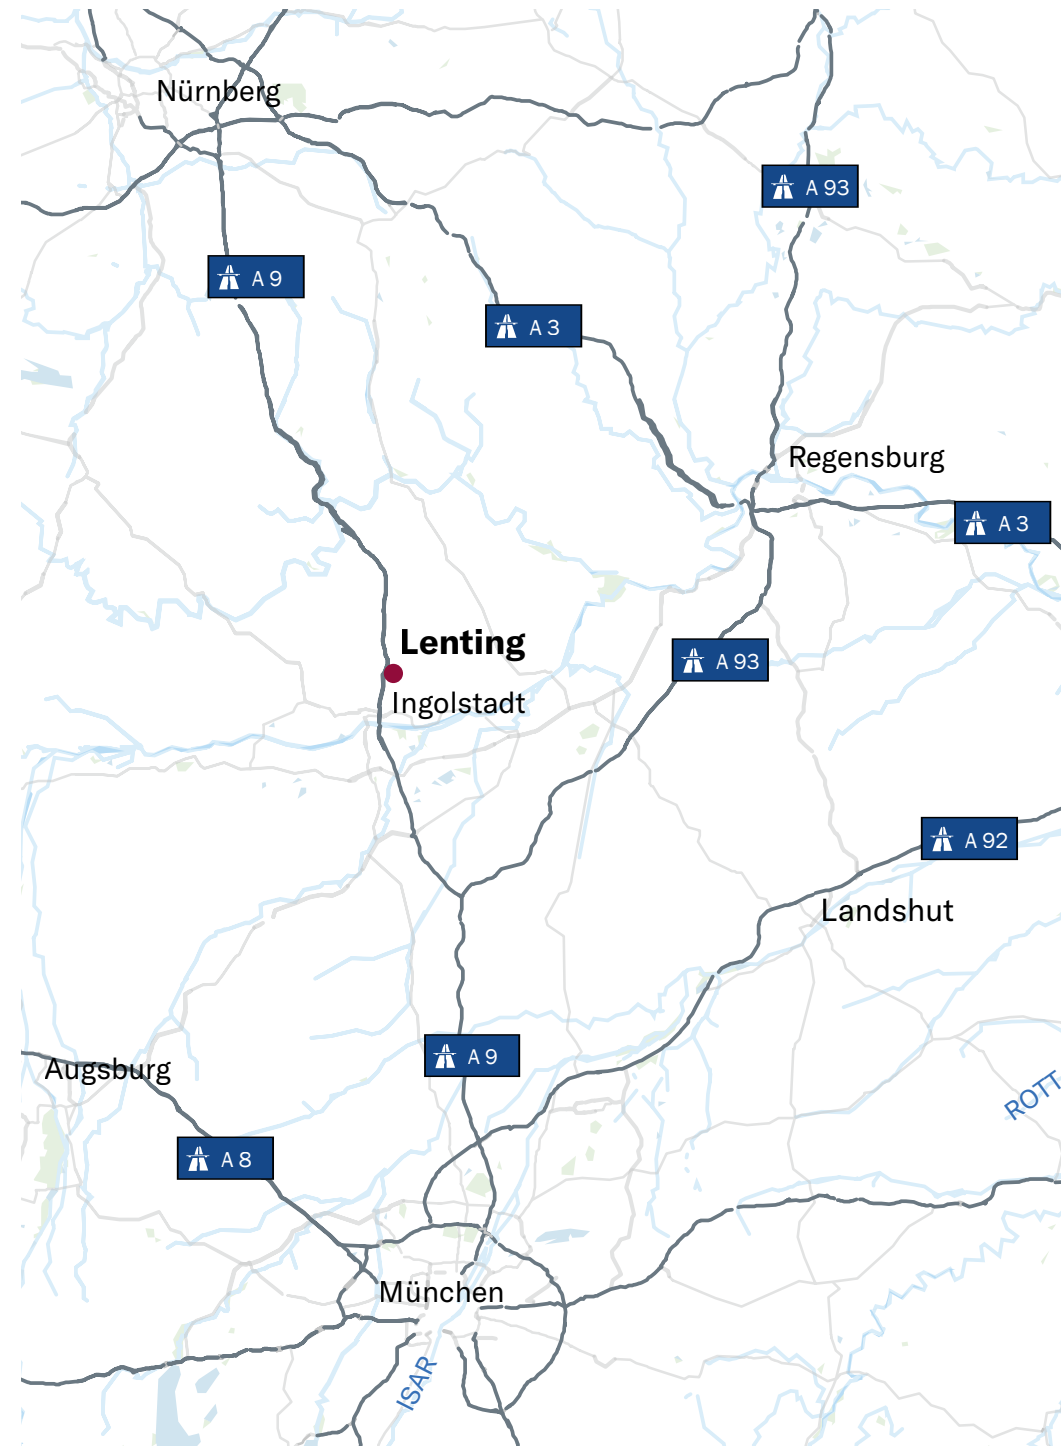 Nürnberg
A 93
A 9
A 3
Regensburg
A 3
Lenting
A 93
Ingolstadt
A 92
Landshut
A 9
Augsburg
ROTT
A 8
München
ISAR